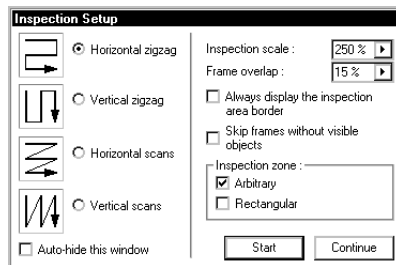 Inspection Setup
Horizontal zigzag
Vertical zigzag
Horizontal scans
Vertical scans
Auto-hide this window
Inspection scale : 250 %
Frame overlap : 15 %
Always display the inspection
area border
Skip frames without visible
objects
Inspection zone :
Arbitrary
Rectangular
Start Continue